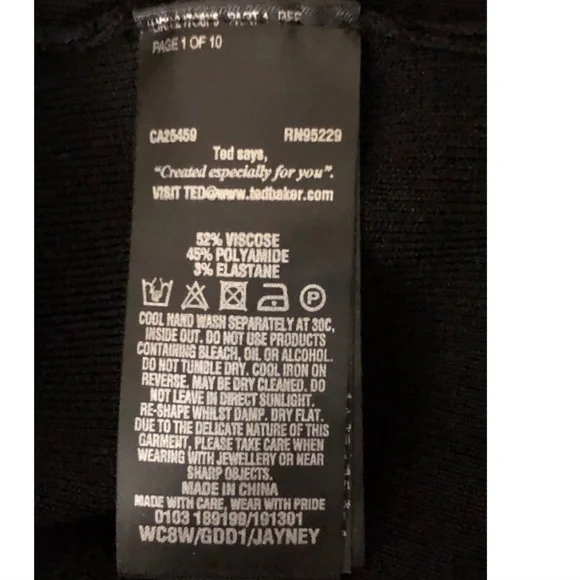 PAGE 1 OF 10
CA25459 RN95229
Ted says,
"Created especially for you".
VISIT TED@www.tedbaker.com
52% VISCOSE
45% POLYAMIDE
3% ELASTANE
P
COOL HAND WASH SEPARATELY AT 30C,
INSIDE OUT. DO NOT USE PRODUCTS
CONTAINING BLEACH, OIL OR ALCOHOL.
DO NOT TUMBLE DRY. COOL IRON ON
REVERSE. MAY BE DRY CLEANED. DO
NOT LEAVE IN DIRECT SUNLIGHT.
RE-SHAPE WHILST DAMP. DRY FLAT.
DUE TO THE DELICATE NATURE OF THIS
GARMENT, PLEASE TAKE CARE WHEN
WEARING WITH JEWELLERY OR NEAR
SHARP OBJECTS.
MADE IN CHINA
MADE WITH CARE, WEAR WITH PRIDE
0103 189199/191301
WC8W/GDD1/JAYNEY